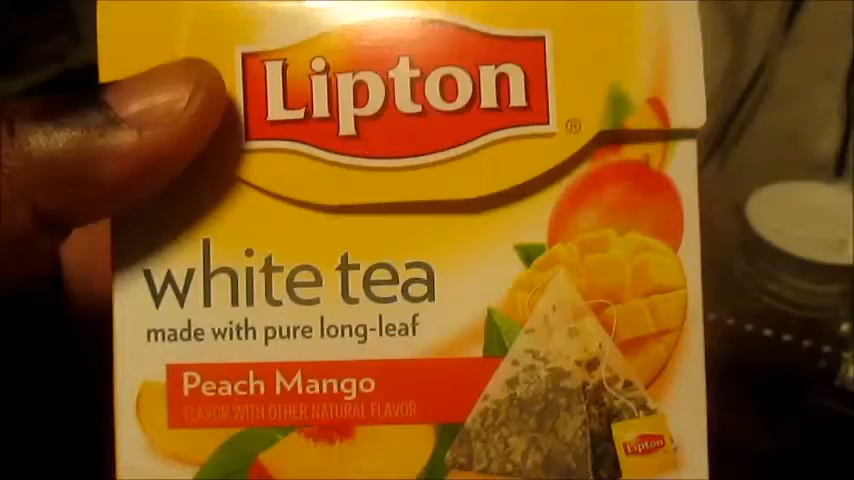 Lipton®
white tea
made with pure long-leaf
Peach Mango
FLAVOR WITH OTHER NATURAL FLAVOR
Lipton